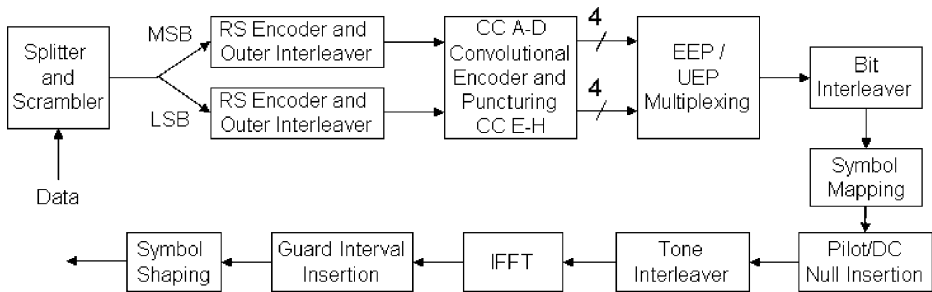 Splitter
and
Scrambler
Data
MSB
LSB
RS Encoder and
Outer Interleaver
RS Encoder and
Outer Interleaver
CC A-D
Convolutional
Encoder and
Puncturing
CC E-H
4
4
EEP /
UEP
Multiplexing
Bit
Interleaver
Symbol
Mapping
Pilot/DC
Null Insertion
Tone
Interleaver
IFFT
Guard Interval
Insertion
Symbol
Shaping